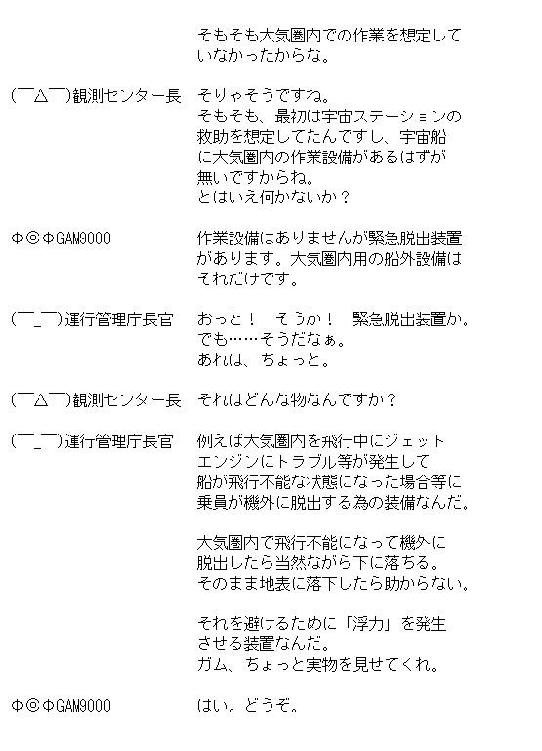 そもそも大気圏内での作業を想定して
いなかったからな。
(￣△￣)観測センター長　そりゃそうですね。
そもそも、最初は宇宙ステーションの
救助を想定してたんですし、宇宙船
に大気圏内の作業設備があるはずが
無いですからね。
とはいえ何かないか？
Φ◎ΦGAM9000　作業設備にありませんが緊急脱出装置
があります。大気圏内用の船外設備は
それだけです。
(￣_￣)運行管理庁長官　おっと！　そうか！　緊急脱出装置か。
でも……そうだなぁ。
あれは、ちょっと。
(￣△￣)観測センター長　それはどんな物なんですか？
(￣_￣)運行管理庁長官　例えば大気圏内を飛行中にジェット
エンジンにトラブル等が発生して
船が飛行不能な状態になった場合等に
乗員が機外に脱出する為の装備なんだ。
大気圏内で飛行不能になって機外に
脱出したら当然ながら下に落ちる。
そのまま地表に落下したら助からない。
それを避けるために「浮力」を発生
させる装置なんだ。
ガム、ちょっと実物を見せてくれ。
Φ◎ΦGAM9000　はい。どうぞ。